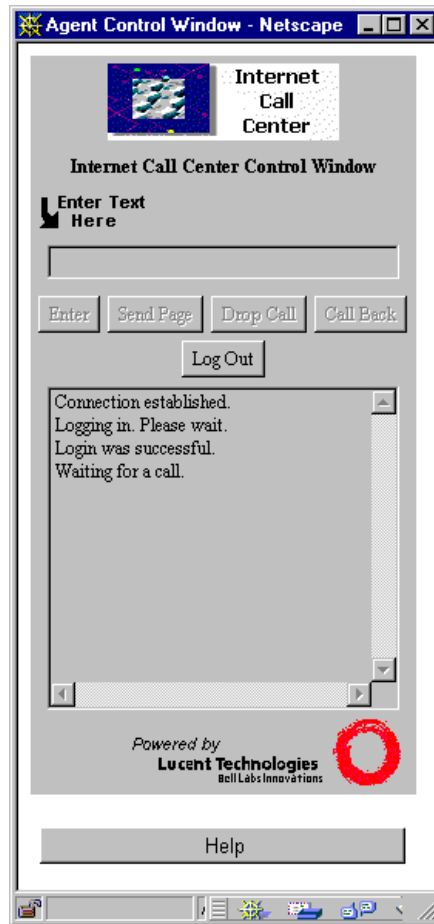 Agent Control Window - Netscape
Internet
Call
Center
Internet Call Center Control Window
Enter Text
Here
Enter Send Page Drop Call Call Back
Log Out
Connection established.
Logging in. Please wait.
Login was successful.
Waiting for a call.
Powered by
Lucent Technologies
Bell Labs Innovations
Help